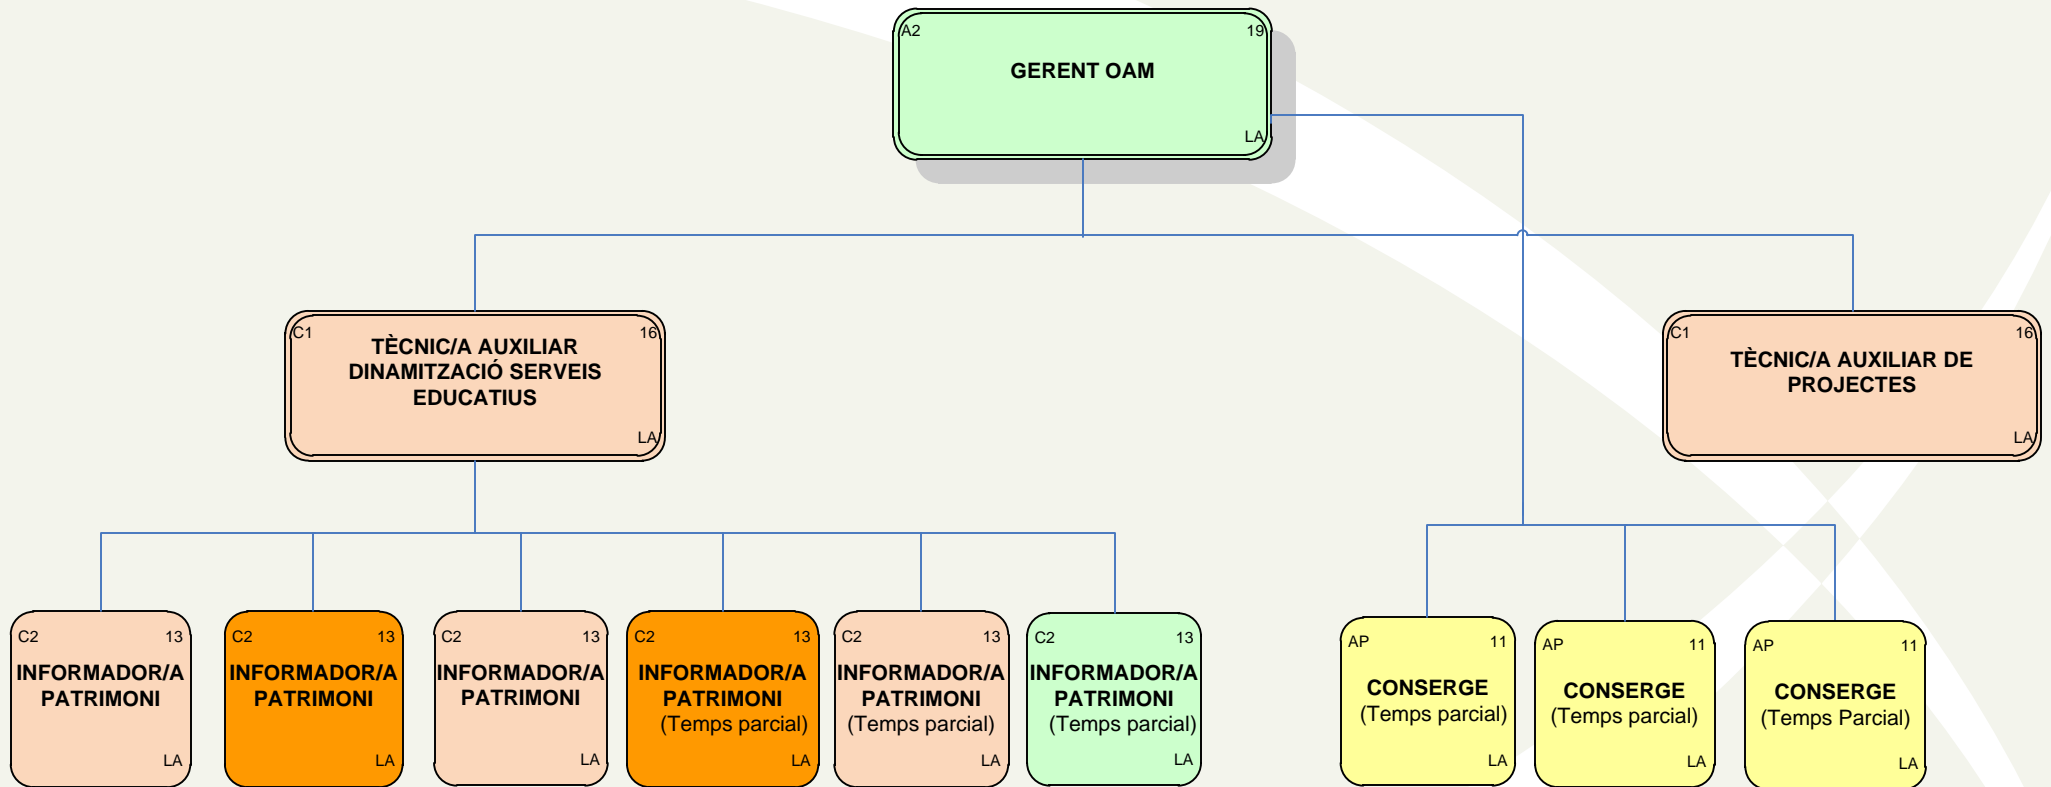 A2 19
GERENT OAM
LA
C1 16
TÈCNIC/A AUXILIAR
DINAMITZACIÓ SERVEIS
EDUCATIUS
LA
C1 16
TÈCNIC/A AUXILIAR DE
PROJECTES
LA
C2 13
INFORMADOR/A
PATRIMONI
LA
C2 13
INFORMADOR/A
PATRIMONI
LA
C2 13
INFORMADOR/A
PATRIMONI
LA
C2 13
INFORMADOR/A
PATRIMONI
(Temps parcial)
LA
C2 13
INFORMADOR/A
PATRIMONI
(Temps parcial)
LA
C2 13
INFORMADOR/A
PATRIMONI
(Temps parcial)
LA
AP 11
CONSERGE
(Temps parcial)
LA
AP 11
CONSERGE
(Temps parcial)
LA
AP 11
CONSERGE
(Temps Parcial)
LA